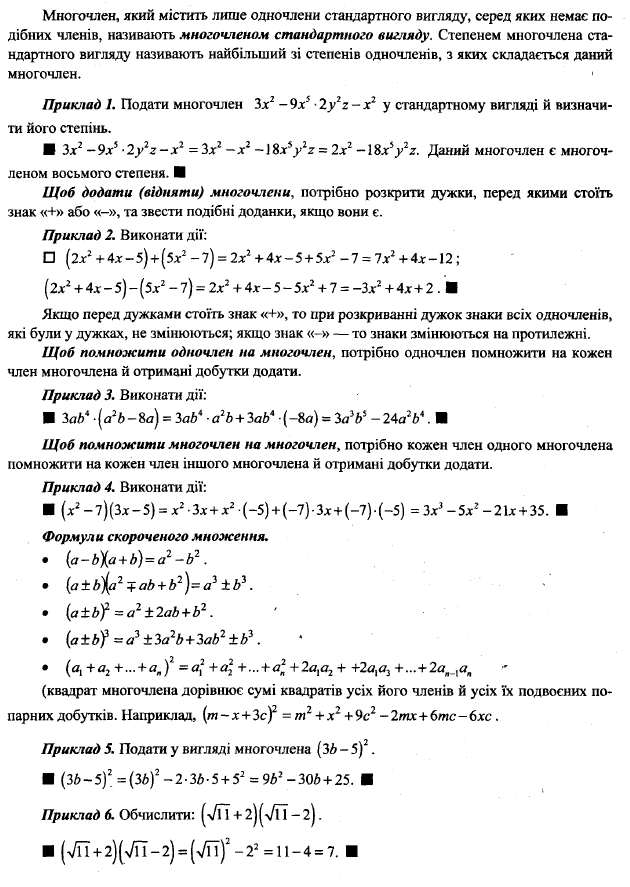 Многочлен, який містить лише одночлени стандартного вигляду, серед яких немає по-
дібних членів, називають многочленом стандартного вигляду. Степенем многочлена ста-
ндартного вигляду називають найбільший зі степенів одночленів, з яких складається даний
многочлен.
Приклад 1. Подати многочлен 3x² – 9x⁵ · 2y²z – x² у стандартному вигляді й визначи-
ти його степінь.
■ 3x² – 9x⁵ · 2y²z – x² = 3x² – x² – 18x⁵y²z = 2x² – 18x⁵y²z. Даний многочлен є многоч-
леном восьмого степеня. ■
Щоб додати (відняти) многочлени, потрібно розкрити дужки, перед якими стоїть
знак «+» або «–», та звести подібні доданки, якщо вони є.
Приклад 2. Виконати дії:
□ (2x² + 4x – 5) + (5x² – 7) = 2x² + 4x – 5 + 5x² – 7 = 7x² + 4x – 12 ;
(2x² + 4x – 5) – (5x² – 7) = 2x² + 4x – 5 – 5x² + 7 = –3x² + 4x + 2 . ■
Якщо перед дужками стоїть знак «+», то при розкриванні дужок знаки всіх одночленів,
які були у дужках, не змінюються; якщо знак «–» — то знаки змінюються на протилежні.
Щоб помножити одночлен на многочлен, потрібно одночлен помножити на кожен
член многочлена й отримані добутки додати.
Приклад 3. Виконати дії:
■ 3ab⁴ · (a²b – 8a) = 3ab⁴ · a²b + 3ab⁴ · (–8a) = 3a³b⁵ – 24a²b⁴ . ■
Щоб помножити многочлен на многочлен, потрібно кожен член одного многочлена
помножити на кожен член іншого многочлена й отримані добутки додати.
Приклад 4. Виконати дії:
■ (x² – 7)(3x – 5) = x² · 3x + x² · (–5) + (–7) · 3x + (–7) · (–5) = 3x³ – 5x² – 21x + 35. ■
Формули скороченого множення.
• (a – b)(a + b) = a² – b² .
• (a ± b)(a² ∓ ab + b²) = a³ ± b³ .
• (a ± b)² = a² ± 2ab + b² .
• (a ± b)³ = a³ ± 3a²b + 3ab² ± b³ .
• (a₁ + a₂ + ... + aₙ)² = a₁² + a₂² + ... + aₙ² + 2a₁a₂ + +2a₁a₃ + ... + 2aₙ₋₁aₙ
(квадрат многочлена дорівнює сумі квадратів усіх його членів й усіх їх подвоєних по-
парних добутків. Наприклад, (m – x + 3c)² = m² + x² + 9c² – 2mx + 6mc – 6xc .
Приклад 5. Подати у вигляді многочлена (3b – 5)² .
■ (3b – 5)² = (3b)² – 2 · 3b · 5 + 5² = 9b² – 30b + 25. ■
Приклад 6. Обчислити: (√11 + 2)(√11 – 2) .
■ (√11 + 2)(√11 – 2) = (√11)² – 2² = 11 – 4 = 7. ■